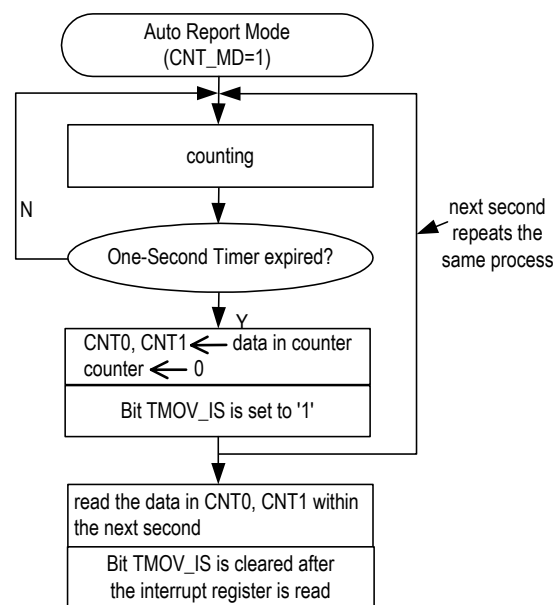 Auto Report Mode
(CNT_MD=1)
counting
N
next second
repeats the
same process
One-Second Timer expired?
Y
CNT0, CNT1 ← data in counter
counter ← 0
Bit TMOV_IS is set to '1'
read the data in CNT0, CNT1 within
the next second
Bit TMOV_IS is cleared after
the interrupt register is read